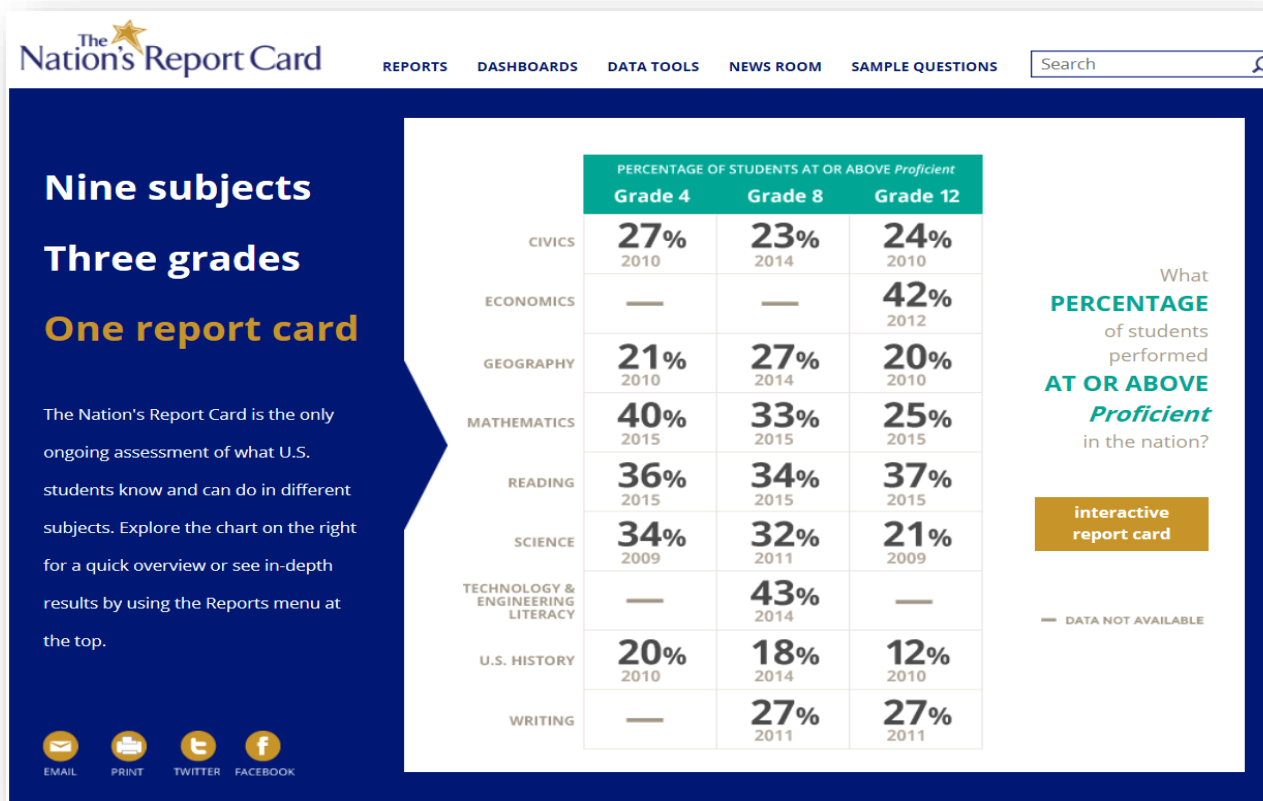 The
Nation's Report Card
REPORTS DASHBOARDS DATA TOOLS NEWS ROOM SAMPLE QUESTIONS Search
Nine subjects
Three grades
One report card
The Nation's Report Card is the only
ongoing assessment of what U.S.
students know and can do in different
subjects. Explore the chart on the right
for a quick overview or see in-depth
results by using the Reports menu at
the top.
EMAIL PRINT TWITTER FACEBOOK
PERCENTAGE OF STUDENTS AT OR ABOVE Proficient
Grade 4 Grade 8 Grade 12
CIVICS 27% 23% 24%
2010 2014 2010
ECONOMICS — — 42%
2012
GEOGRAPHY 21% 27% 20%
2010 2014 2010
MATHEMATICS 40% 33% 25%
2015 2015 2015
READING 36% 34% 37%
2015 2015 2015
SCIENCE 34% 32% 21%
2009 2011 2009
TECHNOLOGY &
ENGINEERING
LITERACY — 43% —
2014
U.S. HISTORY 20% 18% 12%
2010 2014 2010
WRITING — 27% 27%
2011 2011
What
PERCENTAGE
of students
performed
AT OR ABOVE
Proficient
in the nation?
interactive
report card
— DATA NOT AVAILABLE